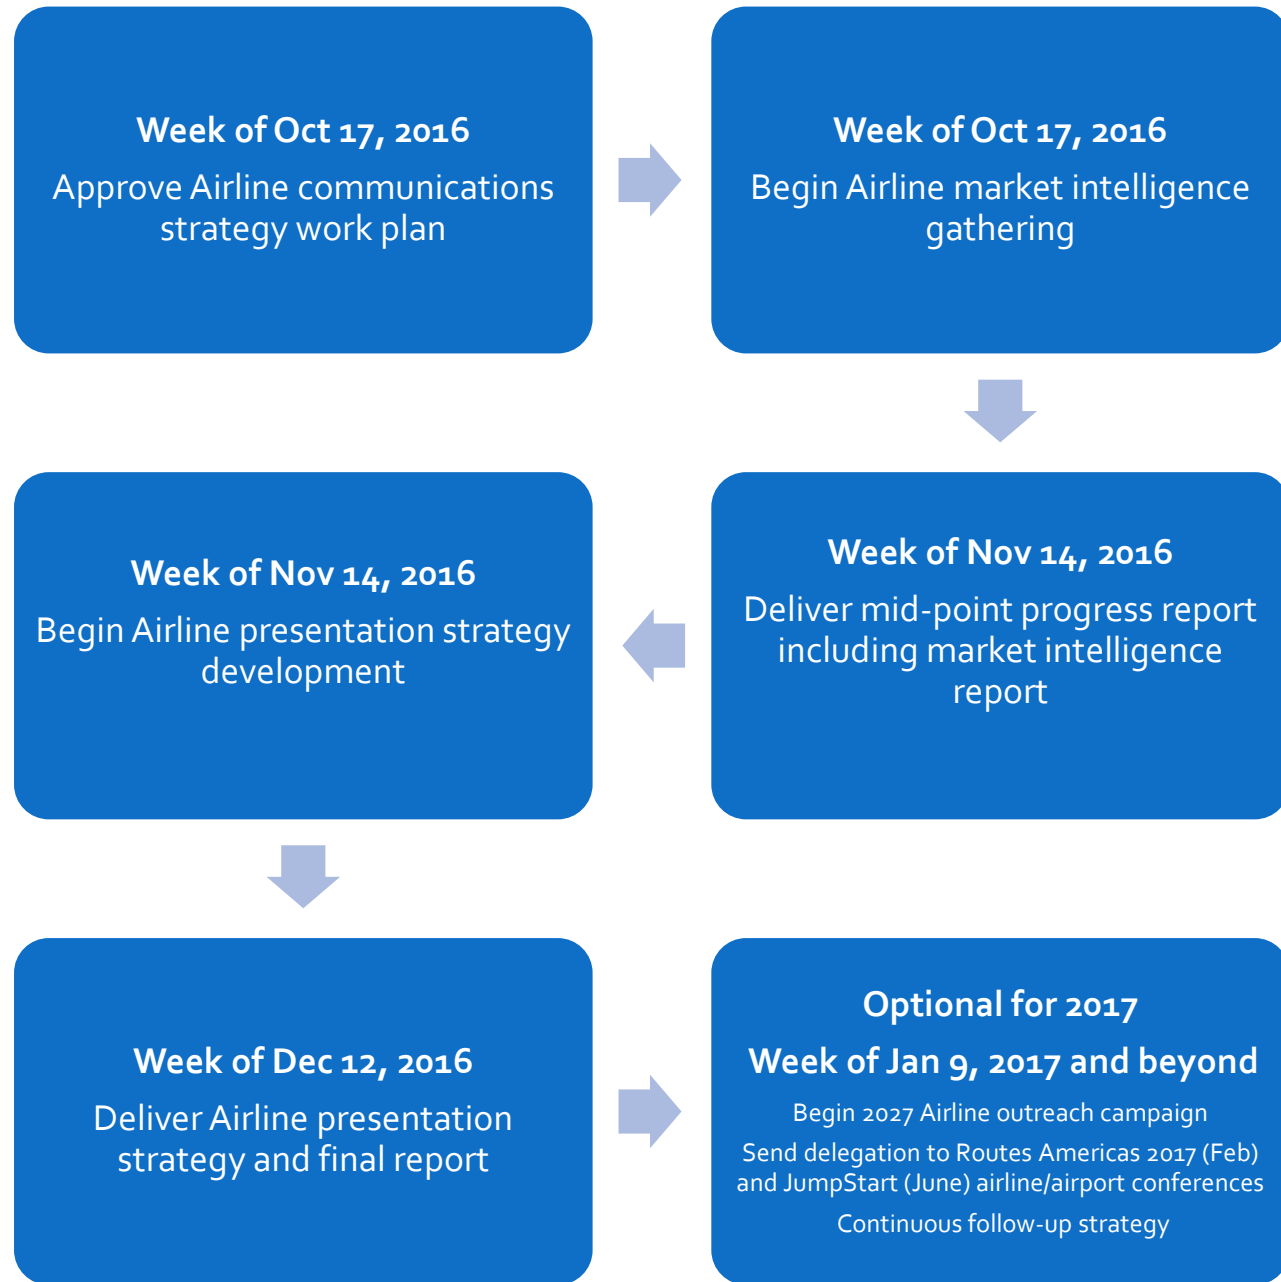 Week of Oct 17, 2016
Approve Airline communications
strategy work plan
Week of Oct 17, 2016
Begin Airline market intelligence
gathering
Week of Nov 14, 2016
Deliver mid-point progress report
including market intelligence
report
Week of Nov 14, 2016
Begin Airline presentation strategy
development
Week of Dec 12, 2016
Deliver Airline presentation
strategy and final report
Optional for 2017
Week of Jan 9, 2017 and beyond
Begin 2027 Airline outreach campaign
Send delegation to Routes Americas 2017 (Feb)
and JumpStart (June) airline/airport conferences
Continuous follow-up strategy